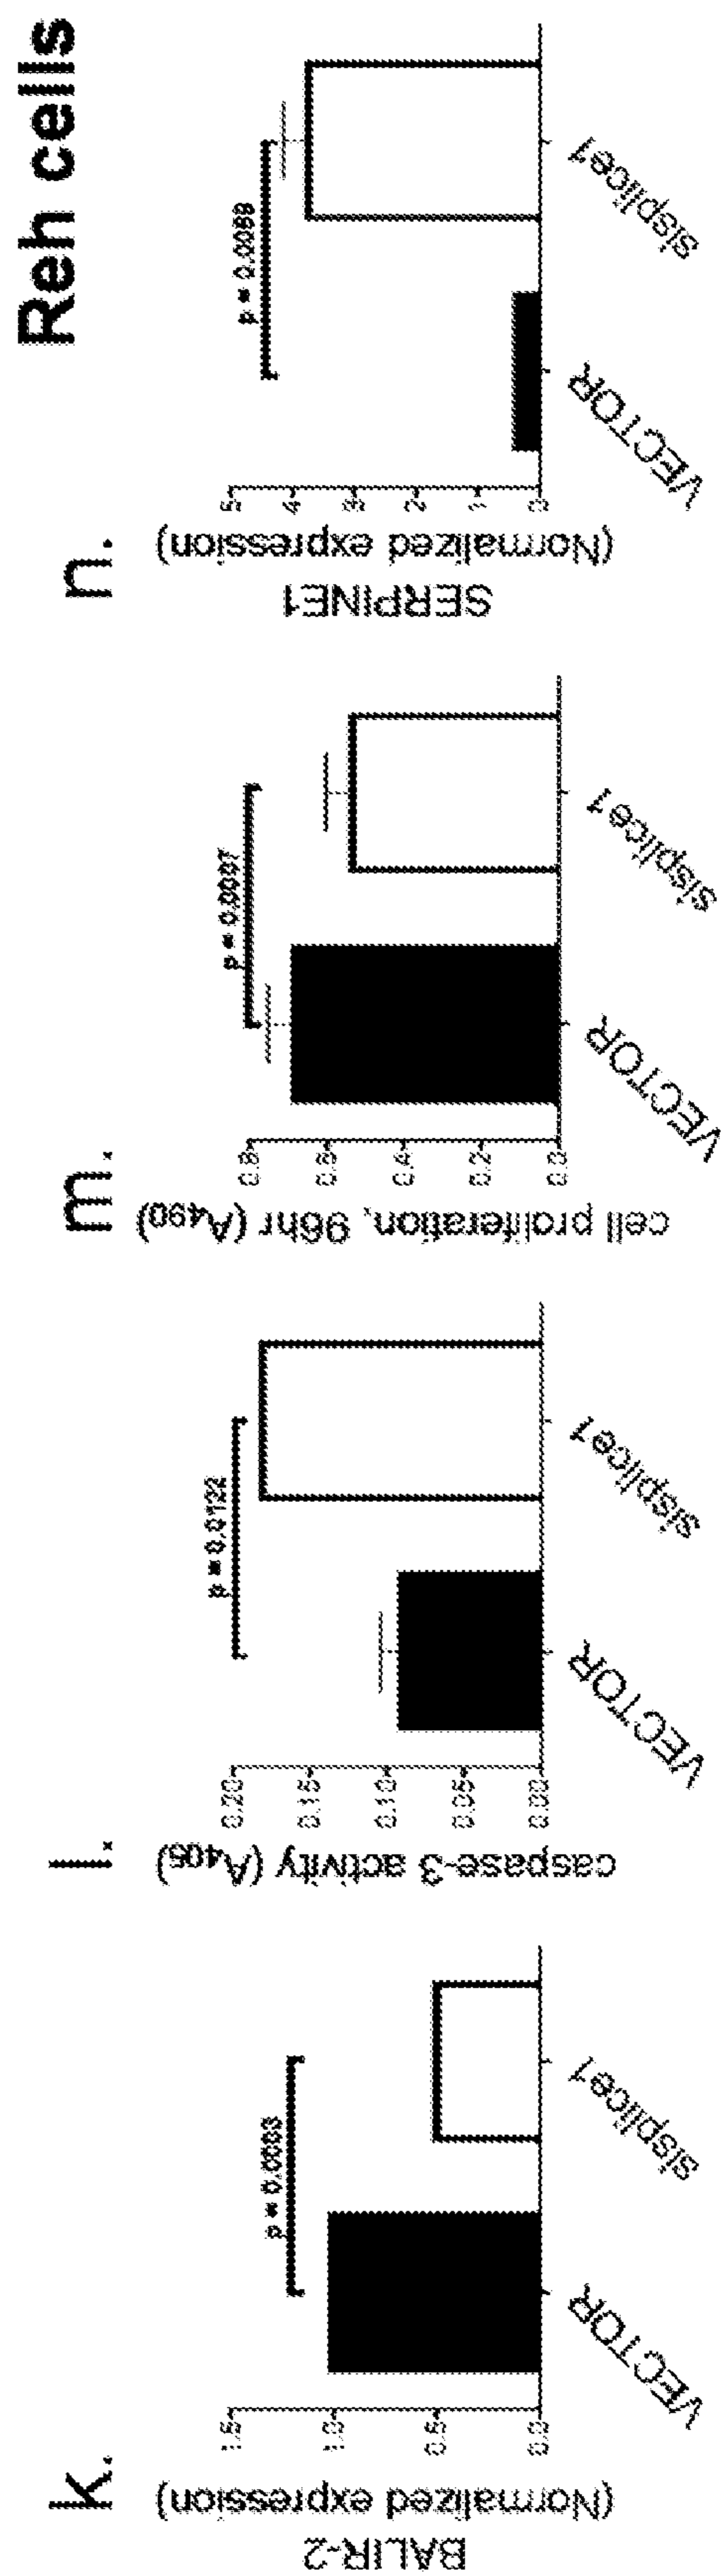 Reh cells
k.
BALIR-2
(Normalized expression)
1.5
1.0
0.5
0.0
VECTOR
sisplice1
l.
caspase-3 activity (A405)
0.20
0.15
0.10
0.05
0.00
p = 0.0122
VECTOR
sisplice1
m.
cell proliferation, 96hr (A490)
0.8
0.6
0.4
0.2
0.0
VECTOR
sisplice1
n.
SERPINE1
(Normalized expression)
5
4
3
2
1
0
VECTOR
sisplice1